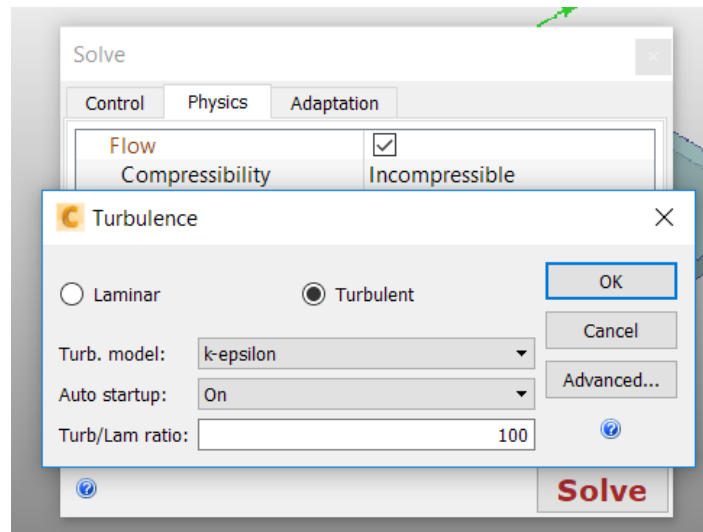 Solve
Control Physics Adaptation
Flow
Compressibility Incompressible
C Turbulence
Laminar Turbulent OK
Cancel
Turb. model: k-epsilon
Advanced...
Auto startup: On
Turb/Lam ratio: 100
Solve